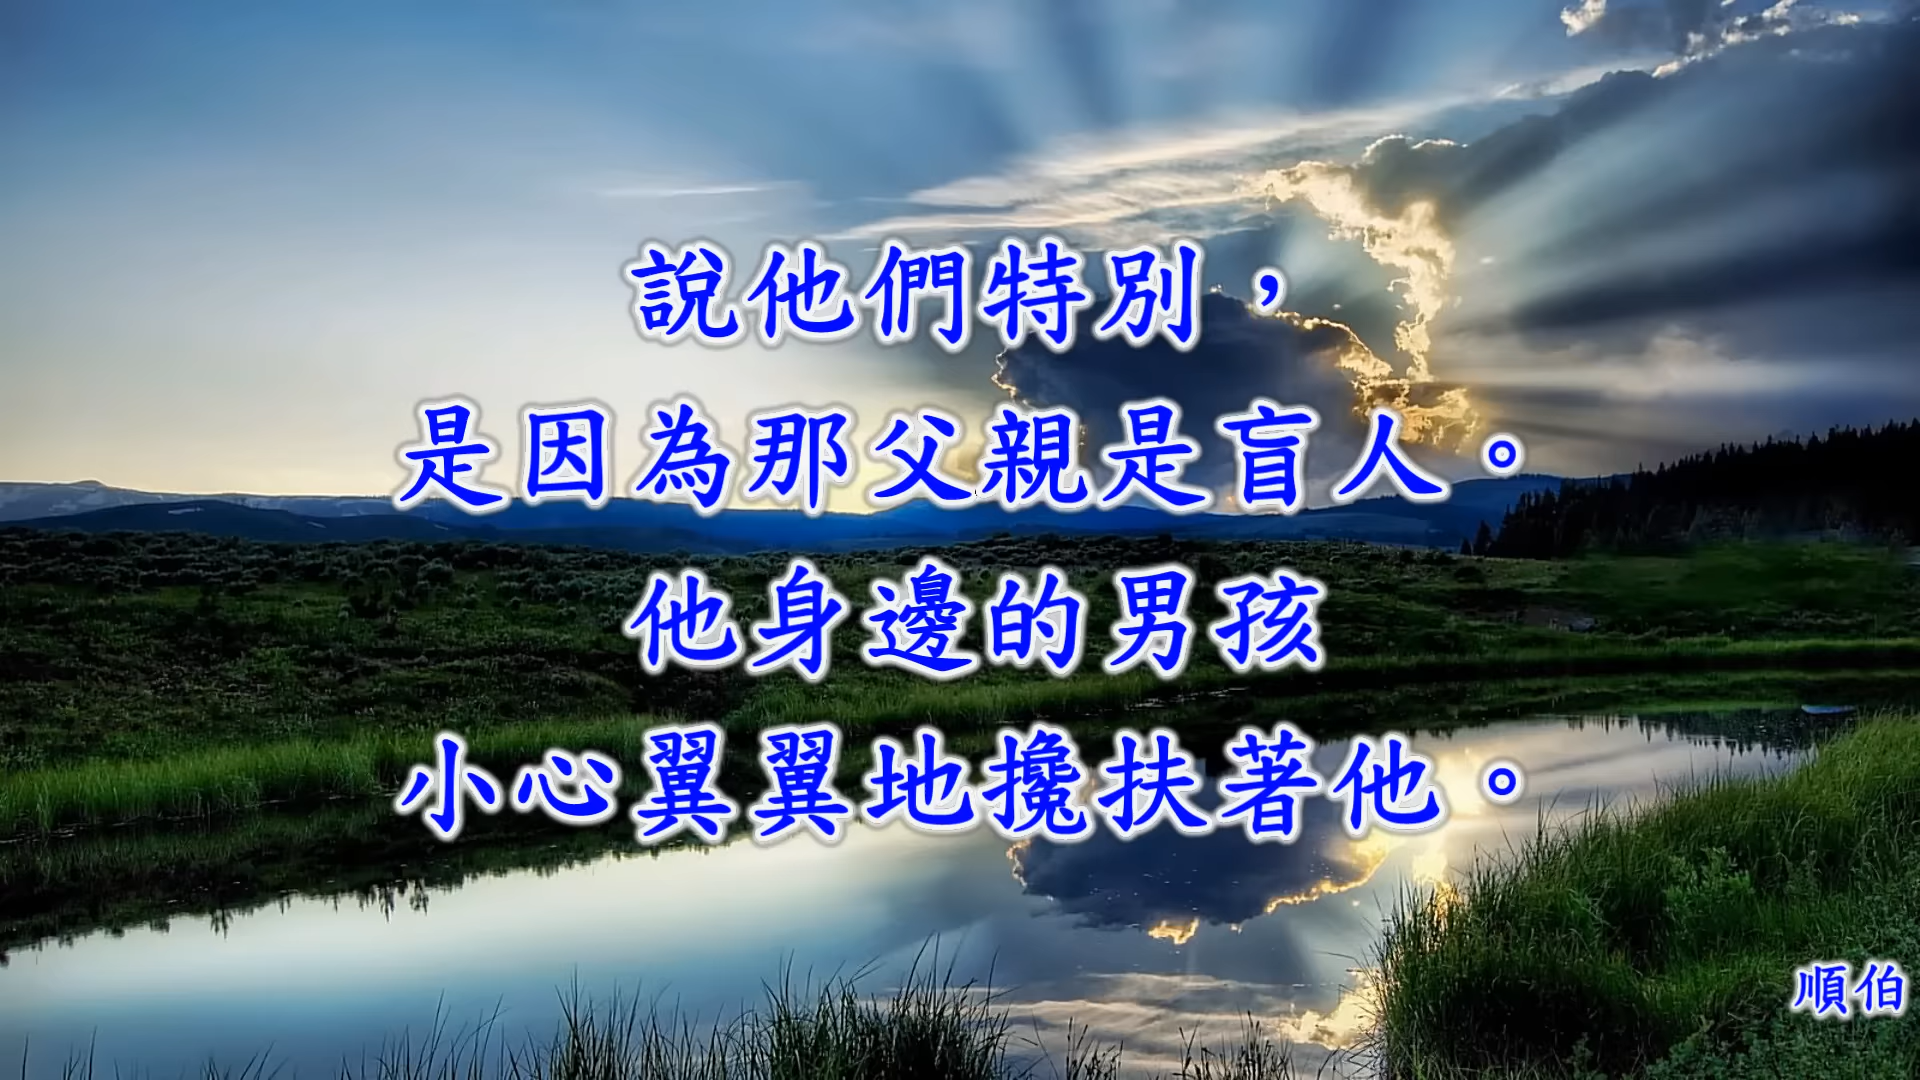 說他們特別，
是因為那父親是盲人。
他身邊的男孩
小心翼翼地攙扶著他。
順伯